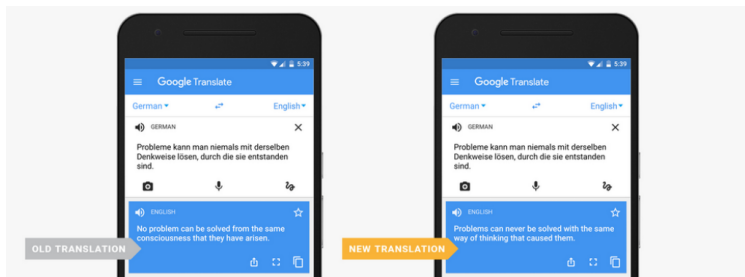 5:39
Google Translate
German
English
GERMAN
Probleme kann man niemals mit derselben
Denkweise lösen, durch die sie entstanden
sind.
ENGLISH
No problem can be solved from the same
consciousness that they have arisen.
OLD TRANSLATION
5:39
Google Translate
German
English
GERMAN
Probleme kann man niemals mit derselben
Denkweise lösen, durch die sie entstanden
sind.
ENGLISH
Problems can never be solved with the same
way of thinking that caused them.
NEW TRANSLATION